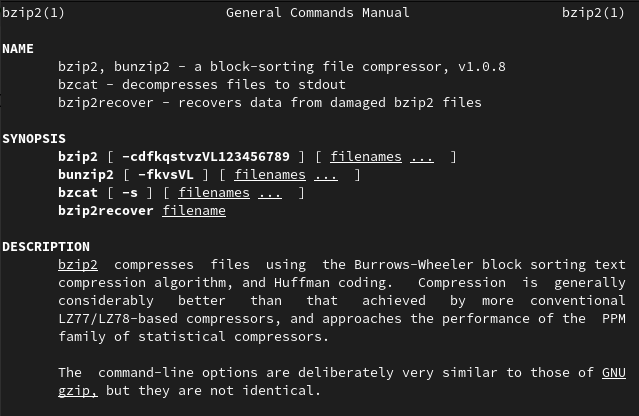 bzip2(1) General Commands Manual bzip2(1)
NAME
bzip2, bunzip2 - a block-sorting file compressor, v1.0.8
bzcat - decompresses files to stdout
bzip2recover - recovers data from damaged bzip2 files
SYNOPSIS
bzip2 [ -cdfkqstvzVL123456789 ] [ filenames ... ]
bunzip2 [ -fkvsVL ] [ filenames ... ]
bzcat [ -s ] [ filenames ... ]
bzip2recover filename
DESCRIPTION
bzip2 compresses files using the Burrows-Wheeler block sorting text
compression algorithm, and Huffman coding. Compression is generally
considerably better than that achieved by more conventional
LZ77/LZ78-based compressors, and approaches the performance of the PPM
family of statistical compressors.
The command-line options are deliberately very similar to those of GNU
gzip, but they are not identical.